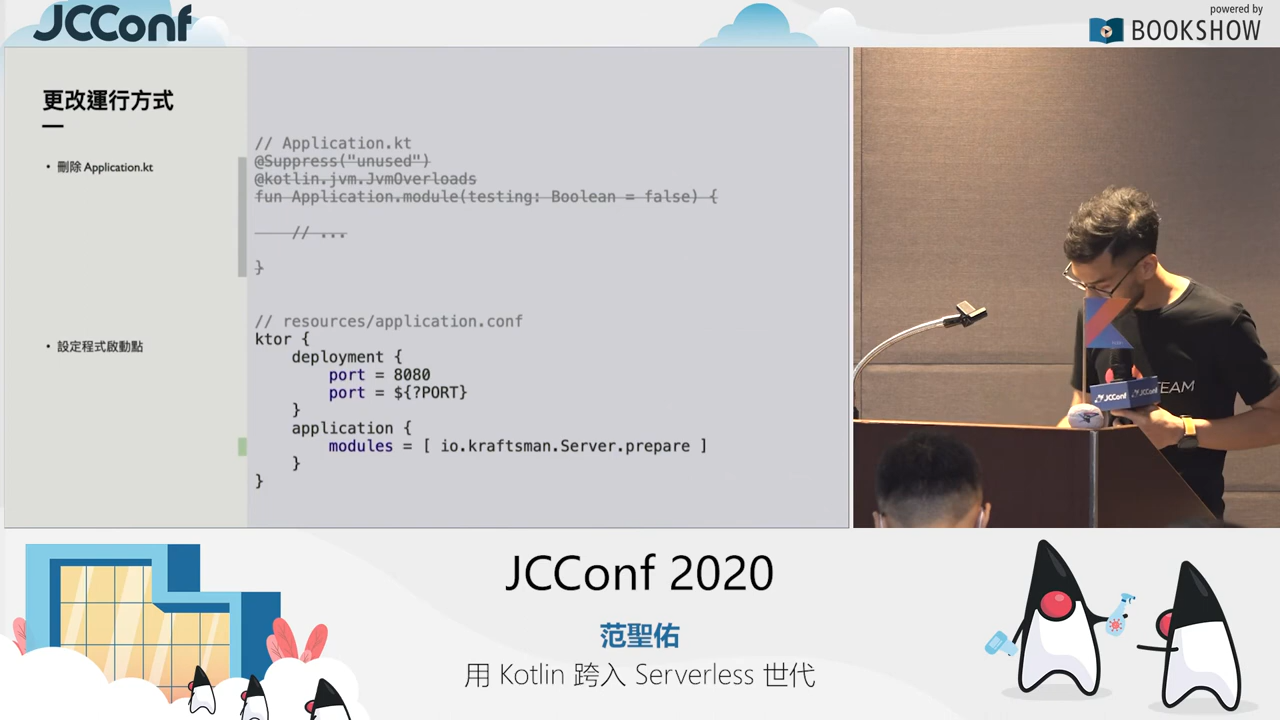 JCConf
powered by
BOOKSHOW
更改運行方式
• 刪除 Application.kt
// Application.kt
@Suppress("unused")
@kotlin.jvm.JvmOverloads
fun Application.module(testing: Boolean = false) {
// ...
}
• 設定程式啟動點
// resources/application.conf
ktor {
deployment {
port = 8080
port = ${?PORT}
}
application {
modules = [ io.kraftsman.Server.prepare ]
}
}
TEAM
JCConf
JCConf
JCConf 2020
范聖佑
用 Kotlin 跨入 Serverless 世代